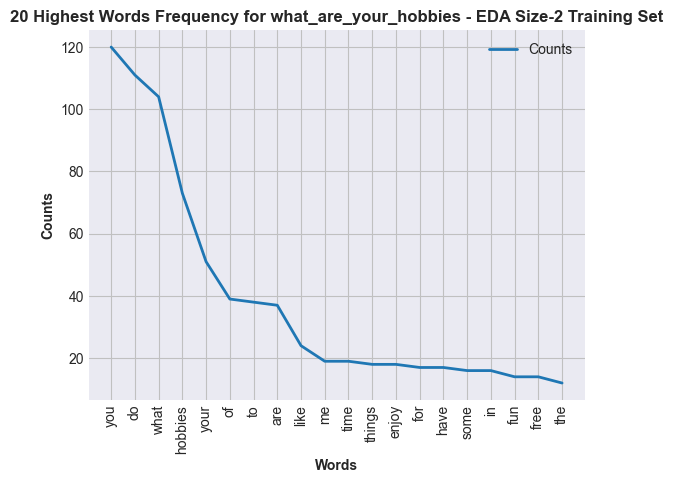 20 Highest Words Frequency for what_are_your_hobbies - EDA Size-2 Training Set
Counts
120
100
80
60
40
20
Counts
you
do
what
hobbies
your
of
to
are
like
me
time
things
enjoy
for
have
some
in
fun
free
the
Words